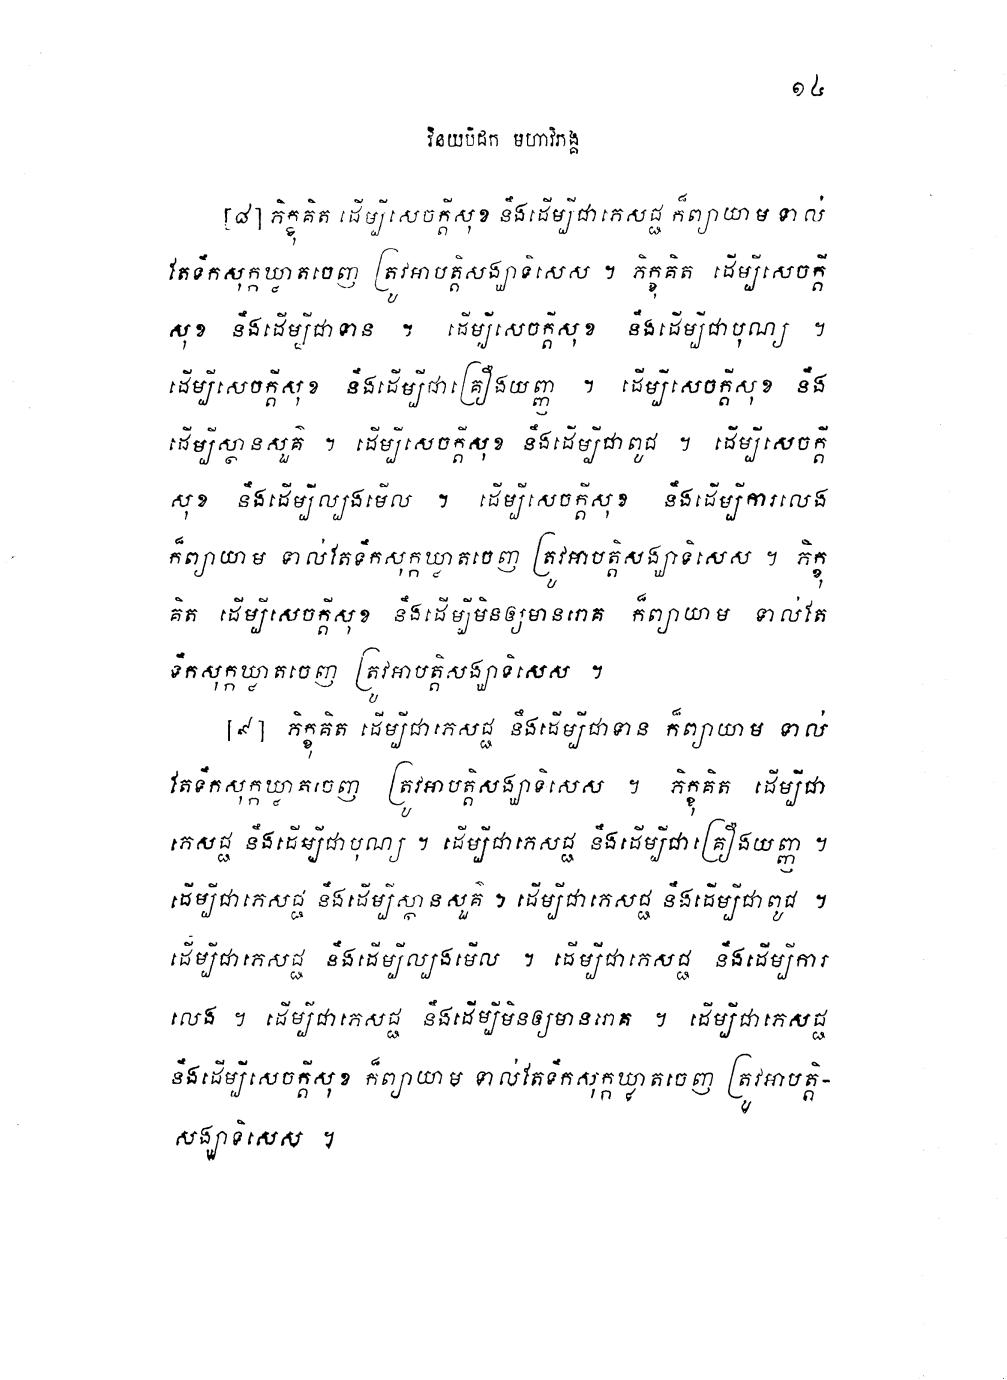 ១៤
វិនយបិដក មហាវិភង្គ
[៨] ភិក្ខុគិត ដើម្បីសេចក្ដីសុខ នឹងដើម្បីជាភេសជ្ជ ក៏ព្យាយាម ទាល់
តែទឹកសុក្កឃ្លាតចេញ ត្រូវអាបត្តិសង្ឃាទិសេស ។ ភិក្ខុគិត ដើម្បីសេចក្ដី
សុខ នឹងដើម្បីជាទាន ។ ដើម្បីសេចក្ដីសុខ នឹងដើម្បីជាបុណ្យ ។
ដើម្បីសេចក្ដីសុខ នឹងដើម្បីជាគ្រឿងយញ្ញ ។ ដើម្បីសេចក្ដីសុខ នឹង
ដើម្បីស្ថានសួគ៌ ។ ដើម្បីសេចក្ដីសុខ នឹងដើម្បីជាពូជ ។ ដើម្បីសេចក្ដី
សុខ នឹងដើម្បីល្បងមើល ។ ដើម្បីសេចក្ដីសុខ នឹងដើម្បីការលេង
ក៏ព្យាយាម ទាល់តែទឹកសុក្កឃ្លាតចេញ ត្រូវអាបត្តិសង្ឃាទិសេស ។ ភិក្ខុ
គិត ដើម្បីសេចក្ដីសុខ នឹងដើម្បីមិនឲ្យមានរោគ ក៏ព្យាយាម ទាល់តែ
ទឹកសុក្កឃ្លាតចេញ ត្រូវអាបត្តិសង្ឃាទិសេស ។
[៩] ភិក្ខុគិត ដើម្បីជាភេសជ្ជ នឹងដើម្បីជាទាន ក៏ព្យាយាម ទាល់
តែទឹកសុក្កឃ្លាតចេញ ត្រូវអាបត្តិសង្ឃាទិសេស ។ ភិក្ខុគិត ដើម្បីជា
ភេសជ្ជ នឹងដើម្បីជាបុណ្យ ។ ដើម្បីជាភេសជ្ជ នឹងដើម្បីជាគ្រឿងយញ្ញ ។
ដើម្បីជាភេសជ្ជ នឹងដើម្បីស្ថានសួគ៌ ។ ដើម្បីជាភេសជ្ជ នឹងដើម្បីជាពូជ ។
ដើម្បីជាភេសជ្ជ នឹងដើម្បីល្បងមើល ។ ដើម្បីជាភេសជ្ជ នឹងដើម្បីការ
លេង ។ ដើម្បីជាភេសជ្ជ នឹងដើម្បីមិនឲ្យមានរោគ ។ ដើម្បីជាភេសជ្ជ
នឹងដើម្បីសេចក្ដីសុខ ក៏ព្យាយាម ទាល់តែទឹកសុក្កឃ្លាតចេញ ត្រូវអាបត្តិ-
សង្ឃាទិសេស ។